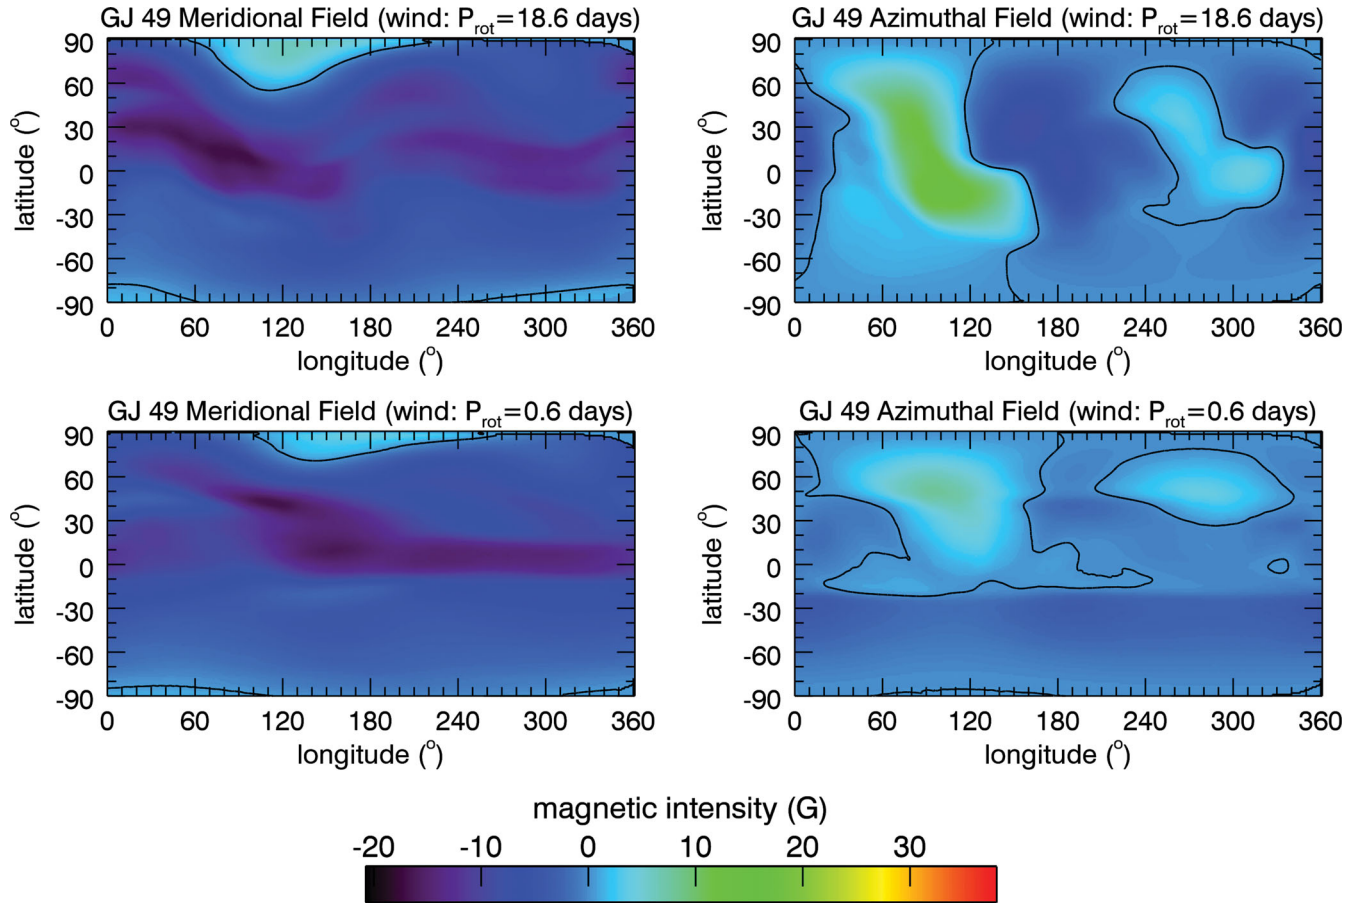 GJ 49 Meridional Field (wind: Prot=18.6 days) GJ 49 Azimuthal Field (wind: Prot=18.6 days)
latitude (°)
90
60
30
0
-30
-60
-90
0 60 120 180 240 300 360
longitude (°)
latitude (°)
90
60
30
0
-30
-60
-90
0 60 120 180 240 300 360
longitude (°)
GJ 49 Meridional Field (wind: Prot=0.6 days) GJ 49 Azimuthal Field (wind: Prot=0.6 days)
latitude (°)
90
60
30
0
-30
-60
-90
0 60 120 180 240 300 360
longitude (°)
latitude (°)
90
60
30
0
-30
-60
-90
0 60 120 180 240 300 360
longitude (°)
magnetic intensity (G)
-20 -10 0 10 20 30